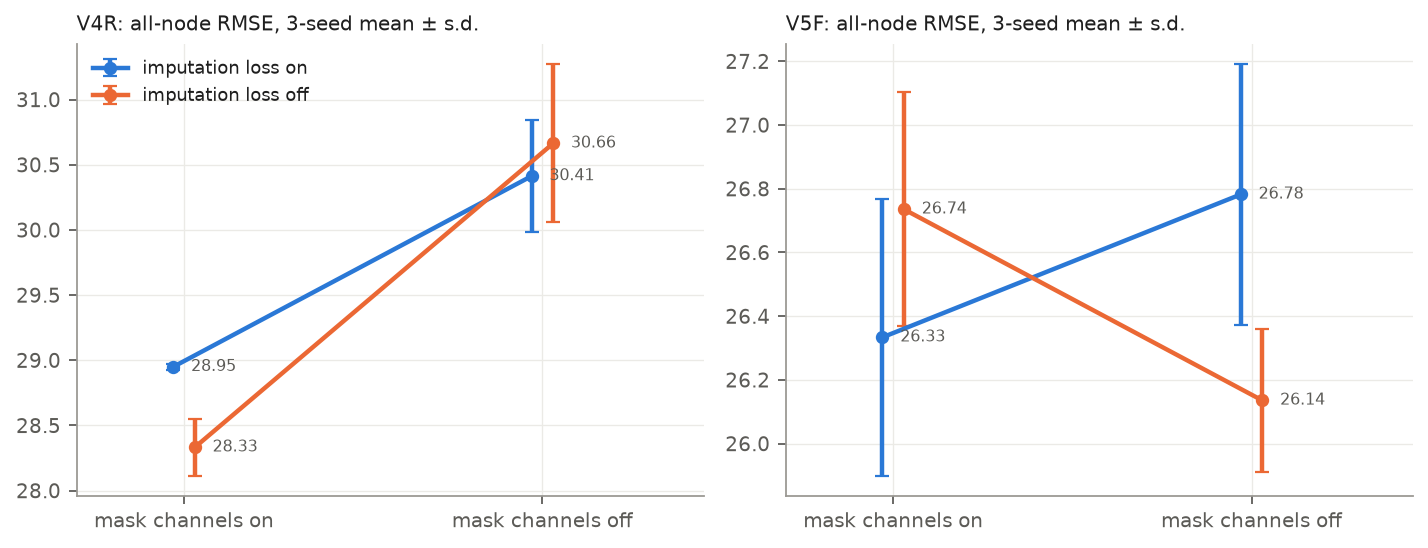 V4R: all-node RMSE, 3-seed mean ± s.d.
imputation loss on
imputation loss off
31.0
30.5
30.0
29.5
29.0
28.5
28.0
30.66
30.41
28.95
28.33
mask channels on
mask channels off
V5F: all-node RMSE, 3-seed mean ± s.d.
27.2
27.0
26.8
26.6
26.4
26.2
26.0
26.74
26.78
26.33
26.14
mask channels on
mask channels off